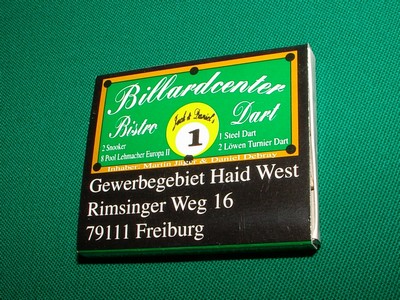 Billardcenter
Bistro Dart
Jack & Daniel's
1
2 Snooker
8 Pool Lehmacher Europa II
1 Steel Dart
2 Löwen Turnier Dart
Inhaber: Martin Jäger & Daniel Debray
Gewerbegebiet Haid West
Rimsinger Weg 16
79111 Freiburg